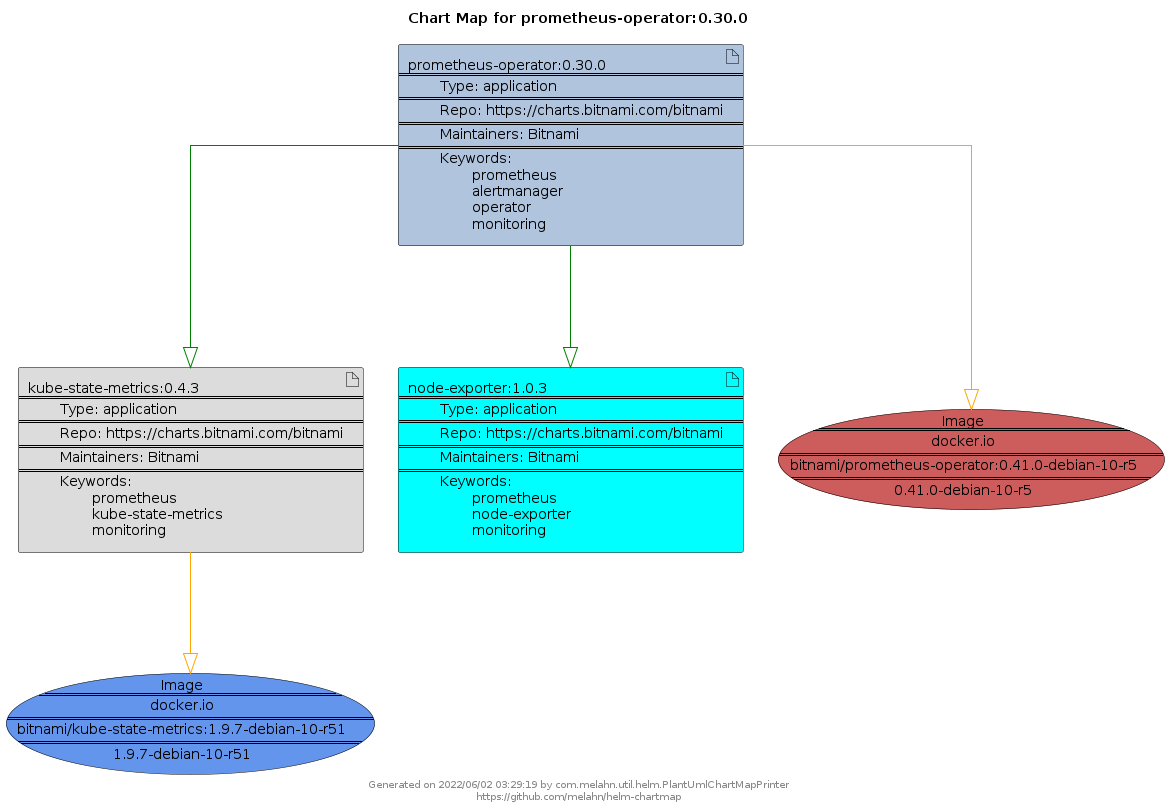 Chart Map for prometheus-operator:0.30.0
prometheus-operator:0.30.0
Type: application
Repo: https://charts.bitnami.com/bitnami
Maintainers: Bitnami
Keywords:
prometheus
alertmanager
operator
monitoring
kube-state-metrics:0.4.3
Type: application
Repo: https://charts.bitnami.com/bitnami
Maintainers: Bitnami
Keywords:
prometheus
kube-state-metrics
monitoring
node-exporter:1.0.3
Type: application
Repo: https://charts.bitnami.com/bitnami
Maintainers: Bitnami
Keywords:
prometheus
node-exporter
monitoring
Image
docker.io
bitnami/prometheus-operator:0.41.0-debian-10-r5
0.41.0-debian-10-r5
Image
docker.io
bitnami/kube-state-metrics:1.9.7-debian-10-r51
1.9.7-debian-10-r51
Generated on 2022/06/02 03:29:19 by com.melahn.util.helm.PlantUmlChartMapPrinter
https://github.com/melahn/helm-chartmap